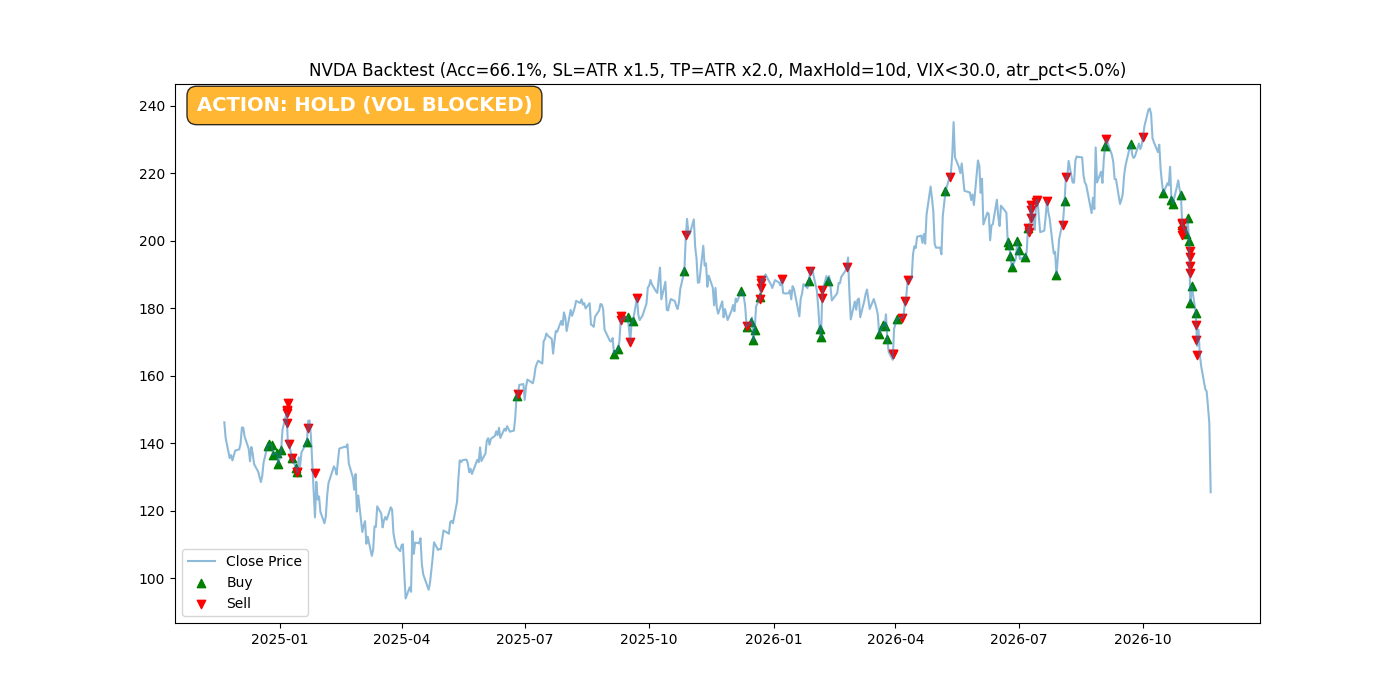 NVDA Backtest (Acc=66.1%, SL=ATR x1.5, TP=ATR x2.0, MaxHold=10d, VIX<30.0, atr_pct<5.0%)
ACTION: HOLD (VOL BLOCKED)
240
220
200
180
160
140
120
100
Close Price
Buy
Sell
2025-01 2025-04 2025-07 2025-10 2026-01 2026-04 2026-07 2026-10